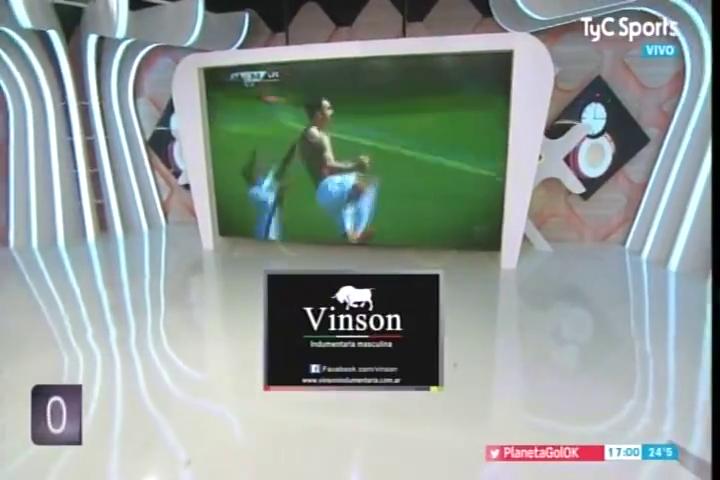 TyC Sports
VIVO
Vinson
Indumentaria masculina
Facebook.com/vinson
www.vinsonindumentaria.com.ar
0
PlanetaGolOK 17:00 24°5